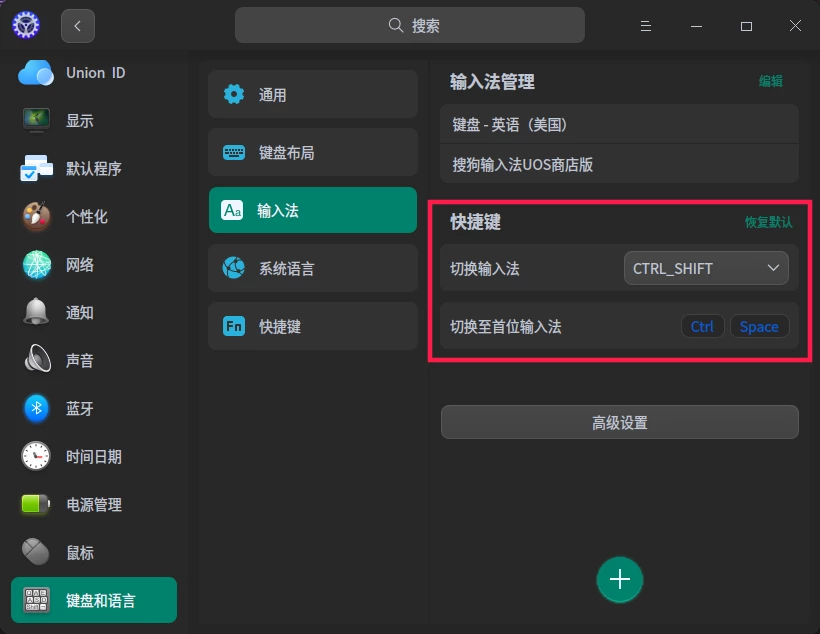 搜索
Union ID
显示
默认程序
个性化
网络
通知
声音
蓝牙
时间日期
电源管理
鼠标
键盘和语言
通用
键盘布局
Aa 输入法
系统语言
Fn 快捷键
输入法管理 编辑
键盘 - 英语（美国）
搜狗输入法UOS商店版
快捷键 恢复默认
切换输入法 CTRL_SHIFT
切换至首位输入法 Ctrl Space
高级设置